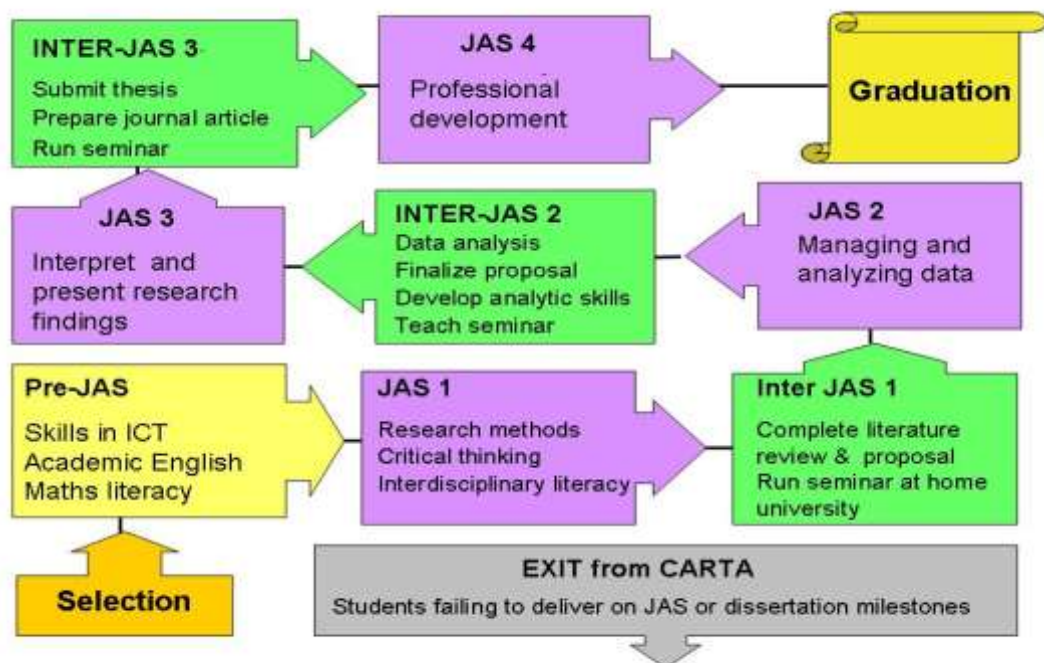 INTER-JAS 3
Submit thesis
Prepare journal article
Run seminar
JAS 4
Professional
development
Graduation
JAS 3
Interpret and
present research
findings
INTER-JAS 2
Data analysis
Finalize proposal
Develop analytic skills
Teach seminar
JAS 2
Managing and
analyzing data
Pre-JAS
Skills in ICT
Academic English
Maths literacy
JAS 1
Research methods
Critical thinking
Interdisciplinary literacy
Inter JAS 1
Complete literature
review & proposal
Run seminar at home
university
Selection
EXIT from CARTA
Students failing to deliver on JAS or dissertation milestones